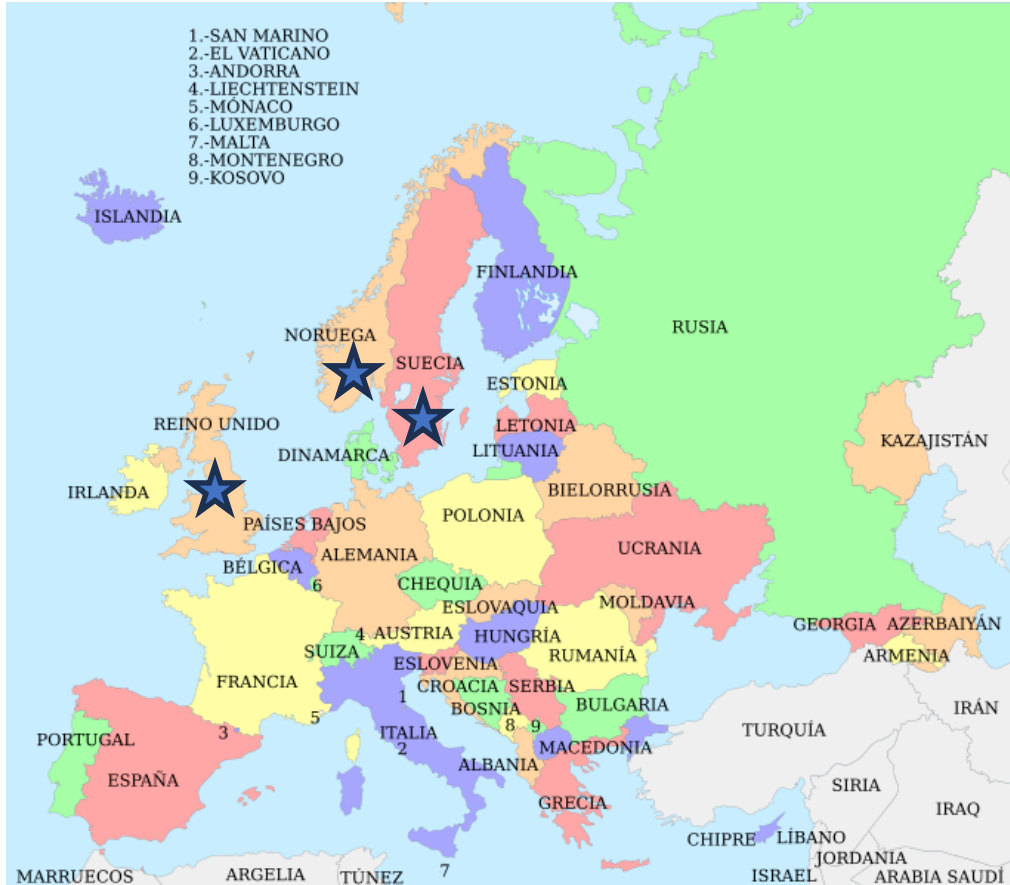 1.-SAN MARINO
2.-EL VATICANO
3.-ANDORRA
4.-LIECHTENSTEIN
5.-MÓNACO
6.-LUXEMBURGO
7.-MALTA
8.-MONTENEGRO
9.-KOSOVO
ISLANDIA
FINLANDIA
RUSIA
NORUEGA
SUECIA
ESTONIA
REINO UNIDO
LETONIA
KAZAJISTÁN
DINAMARCA
LITUANIA
IRLANDA
BIELORRUSIA
PAÍSES BAJOS
POLONIA
ALEMANIA
UCRANIA
BÉLGICA
6
CHEQUIA
ESLOVAQUIA
MOLDAVIA
4
AUSTRIA
HUNGRÍA
GEORGIA
AZERBAIYÁN
SUIZA
RUMANÍA
ARMENIA
ESLOVENIA
FRANCIA
CROACIA
SERBIA
1
BOSNIA
BULGARIA
IRÁN
5
8
9
3
ITALIA
TURQUÍA
PORTUGAL
2
MACEDONIA
ESPAÑA
ALBANIA
SIRIA
GRECIA
IRAQ
CHIPRE
LÍBANO
JORDANIA
7
MARRUECOS
ARGELIA
TÚNEZ
ISRAEL
ARABIA SAUDÍ